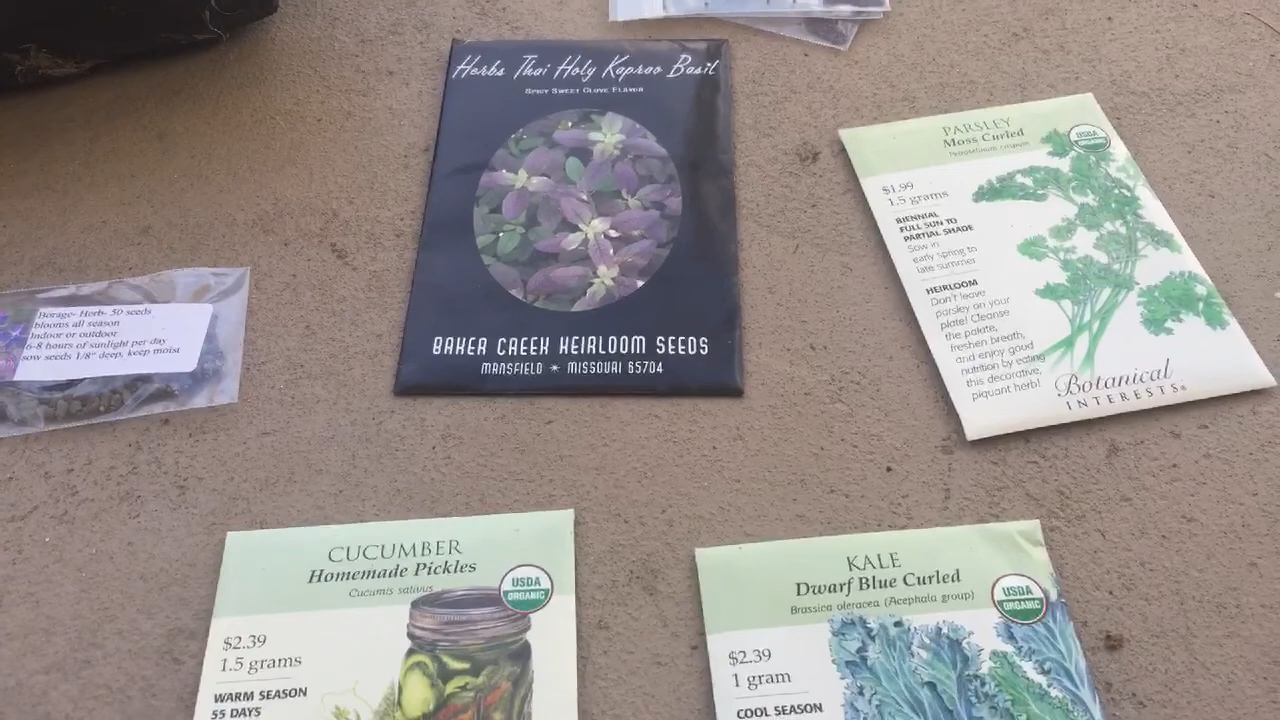 Herbs Thai Holy Kaprao Basil
Spicy Sweet Clove Flavor
BAKER CREEK HEIRLOOM SEEDS
MANSFIELD ✶ MISSOURI 65704
PARSLEY
Moss Curled
Petroselinum crispum
USDA
ORGANIC
$1.99
1.5 grams
BIENNIAL
FULL SUN TO
PARTIAL SHADE
Sow in
early spring to
late summer
HEIRLOOM
Don't leave
parsley on your
plate! Cleanse
the palate,
freshen breath,
and enjoy good
nutrition by eating
this decorative,
piquant herb!
Botanical
INTERESTS®
Borage- Herb- 50 seeds
blooms all season
Indoor or outdoor
6-8 hours of sunlight per day
sow seeds 1/8" deep, keep moist
CUCUMBER
Homemade Pickles
Cucumis sativus
USDA
ORGANIC
$2.39
1.5 grams
WARM SEASON
55 DAYS
KALE
Dwarf Blue Curled
Brassica oleracea (Acephala group)
USDA
ORGANIC
$2.39
1 gram
COOL SEASON